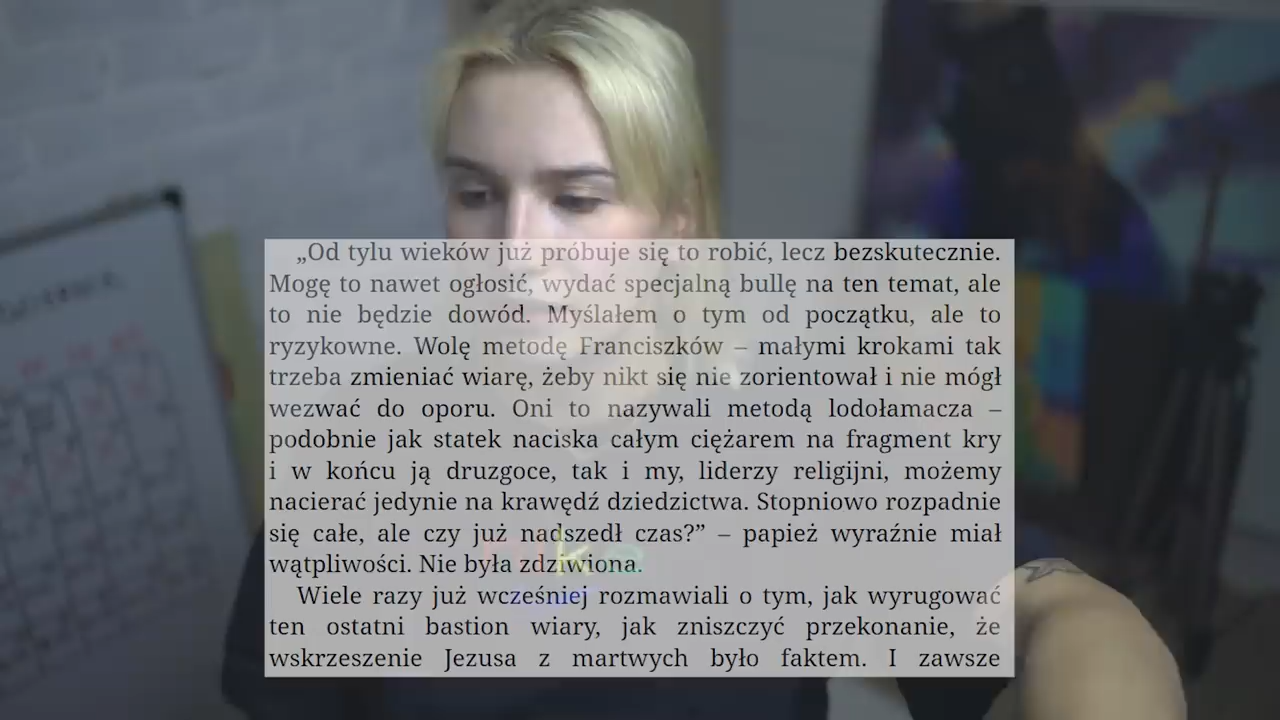 „Od tylu wieków już próbuje się to robić, lecz bezskutecznie.
Mogę to nawet ogłosić, wydać specjalną bullę na ten temat, ale
to nie będzie dowód. Myślałem o tym od początku, ale to
ryzykowne. Wolę metodę Franciszków – małymi krokami tak
trzeba zmieniać wiarę, żeby nikt się nie zorientował i nie mógł
wezwać do oporu. Oni to nazywali metodą lodołamacza –
podobnie jak statek naciska całym ciężarem na fragment kry
i w końcu ją druzgoce, tak i my, liderzy religijni, możemy
nacierać jedynie na krawędź dziedzictwa. Stopniowo rozpadnie
się całe, ale czy już nadszedł czas?” – papież wyraźnie miał
wątpliwości. Nie była zdziwiona.
Wiele razy już wcześniej rozmawiali o tym, jak wyrugować
ten ostatni bastion wiary, jak zniszczyć przekonanie, że
wskrzeszenie Jezusa z martwych było faktem. I zawsze